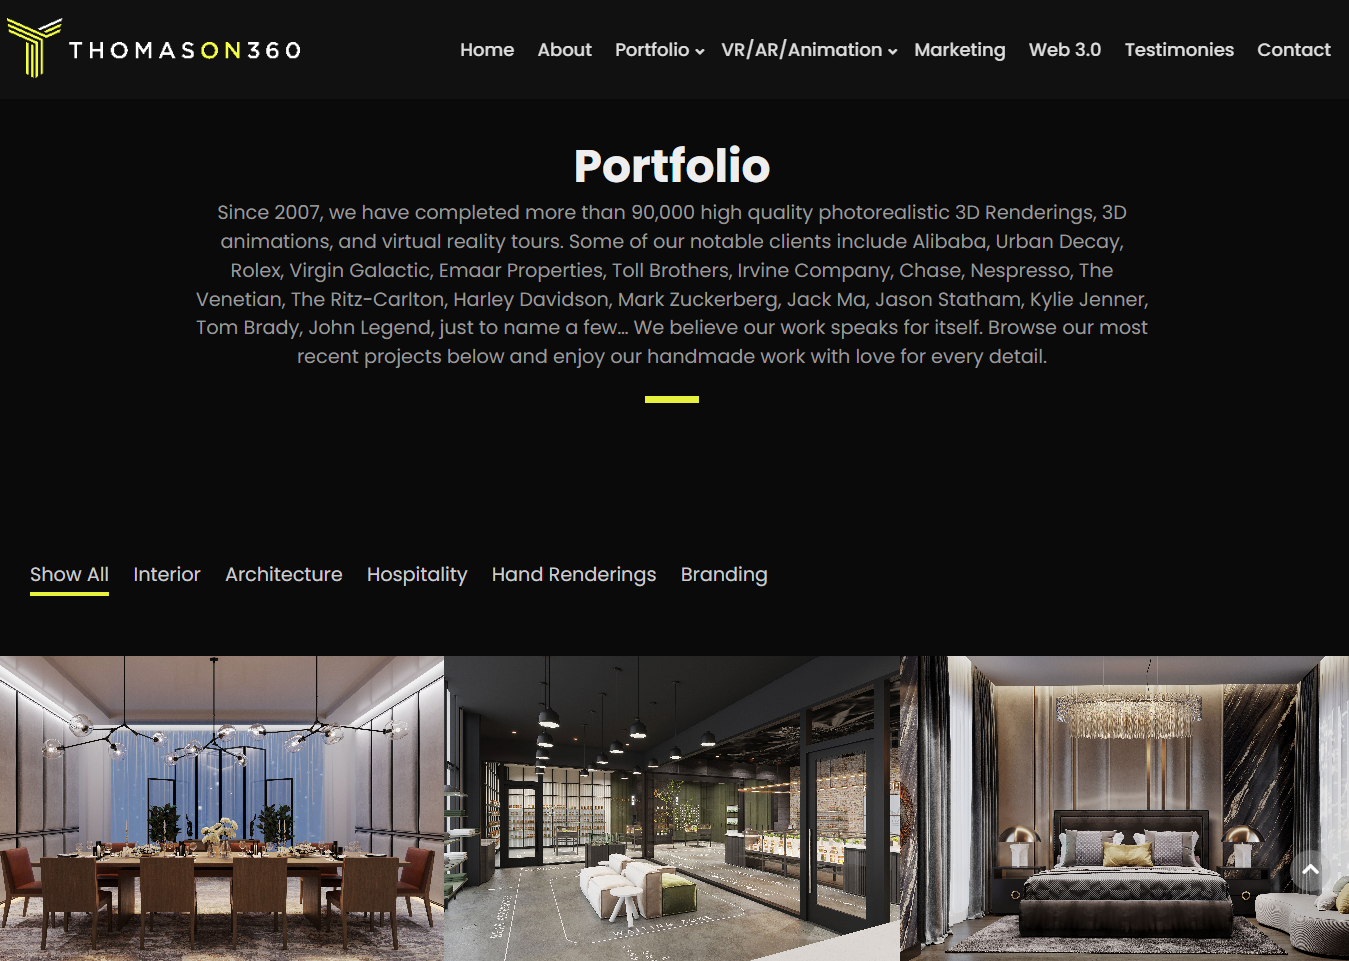 THOMASON360
Home About Portfolio VR/AR/Animation Marketing Web 3.0 Testimonies Contact
Portfolio
Since 2007, we have completed more than 90,000 high quality photorealistic 3D Renderings, 3D
animations, and virtual reality tours. Some of our notable clients include Alibaba, Urban Decay,
Rolex, Virgin Galactic, Emaar Properties, Toll Brothers, Irvine Company, Chase, Nespresso, The
Venetian, The Ritz-Carlton, Harley Davidson, Mark Zuckerberg, Jack Ma, Jason Statham, Kylie Jenner,
Tom Brady, John Legend, just to name a few... We believe our work speaks for itself. Browse our most
recent projects below and enjoy our handmade work with love for every detail.
Show All Interior Architecture Hospitality Hand Renderings Branding